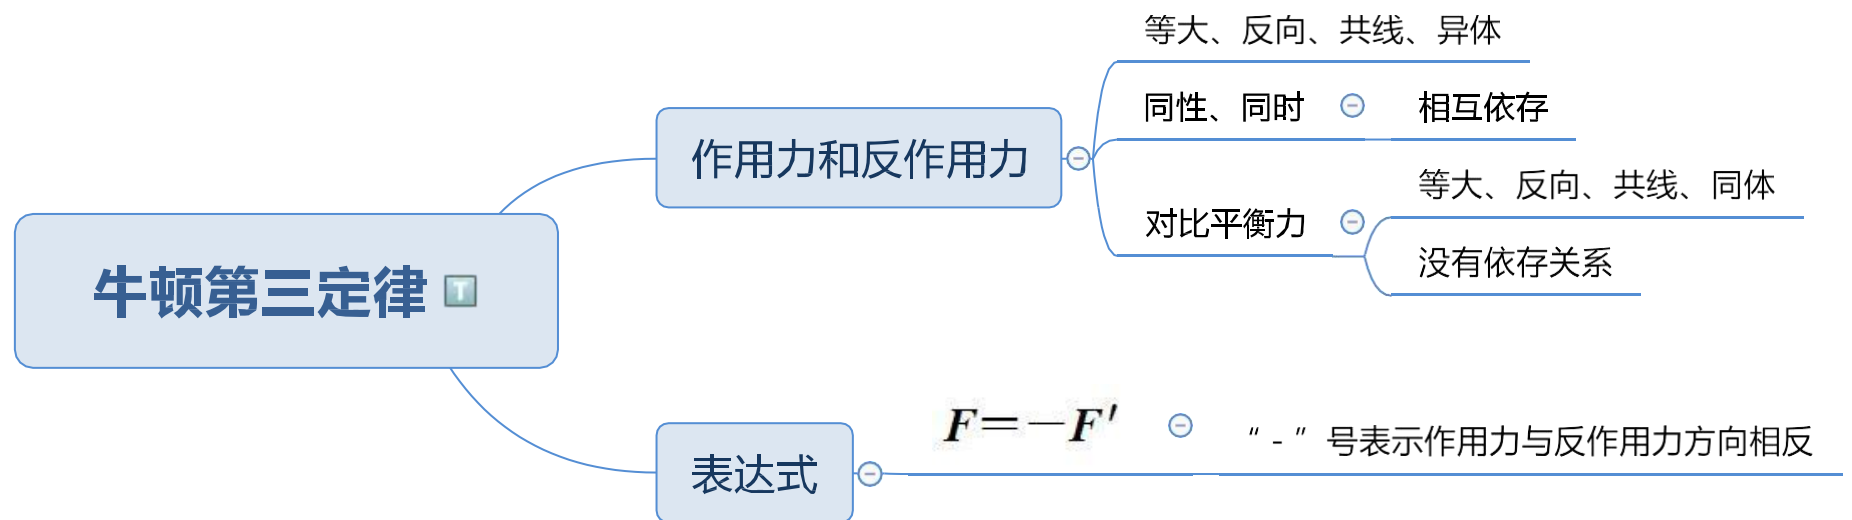 等大、反向、共线、异体
同性、同时
相互依存
作用力和反作用力
等大、反向、共线、同体
对比平衡力
没有依存关系
牛顿第三定律 T
F=-F′
“ - ” 号表示作用力与反作用力方向相反
表达式